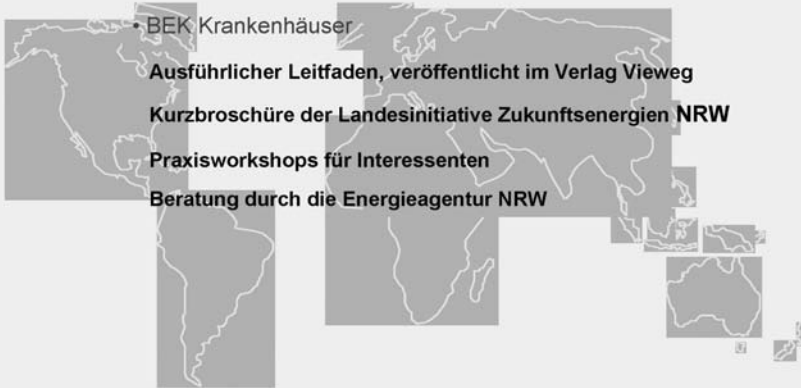 • BEK Krankenhäuser
Ausführlicher Leitfaden, veröffentlicht im Verlag Vieweg
Kurzbroschüre der Landesinitiative Zukunftsenergien NRW
Praxisworkshops für Interessenten
Beratung durch die Energieagentur NRW